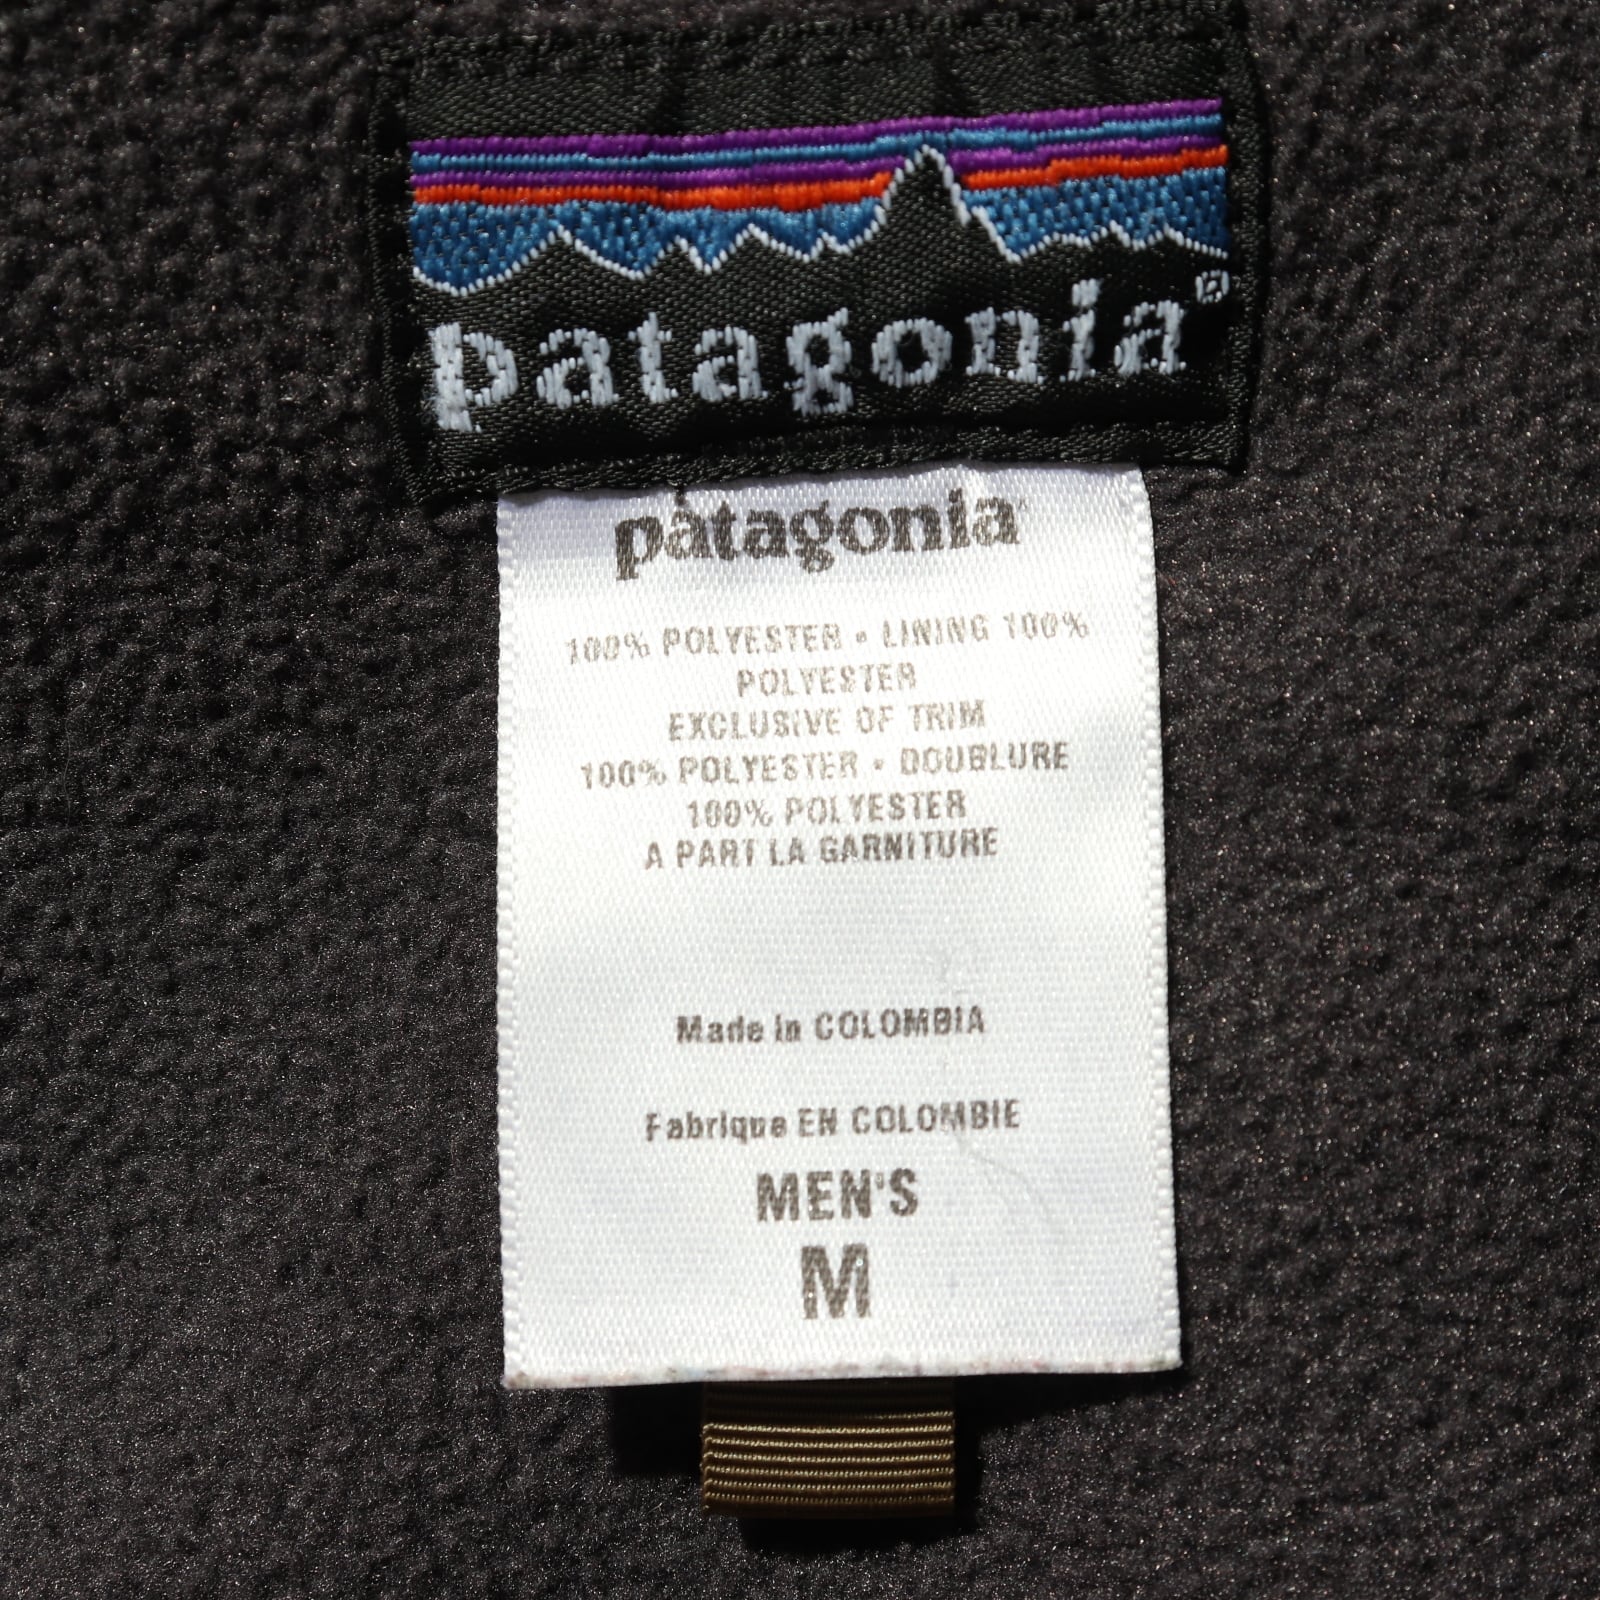 patagonia®
patagonia
100% POLYESTER • LINING 100%
POLYESTER
EXCLUSIVE OF TRIM
100% POLYESTER • DOUBLURE
100% POLYESTER
A PART LA GARNITURE
Made in COLOMBIA
Fabrique EN COLOMBIE
MEN'S
M